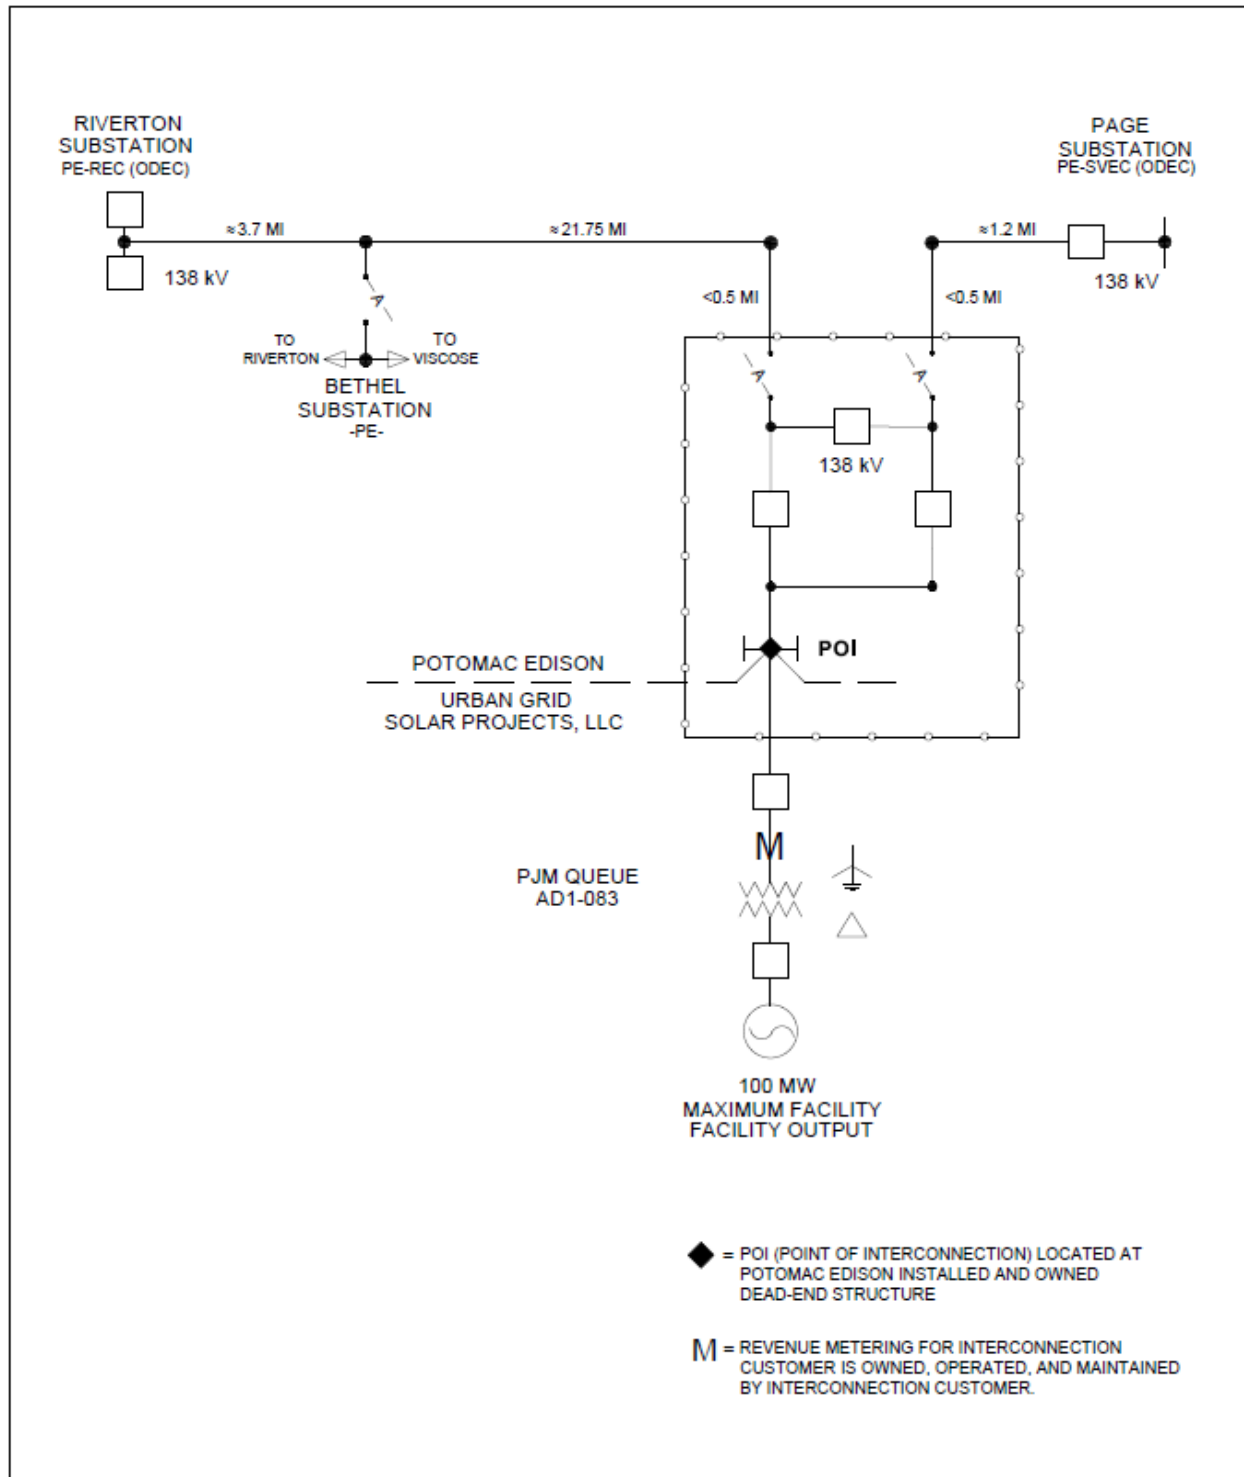 RIVERTON
SUBSTATION
PE-REC (ODEC)
PAGE
SUBSTATION
PE-SVEC (ODEC)
≈3.7 MI
≈21.75 MI
≈1.2 MI
138 kV
138 kV
<0.5 MI
<0.5 MI
A
TO
RIVERTON
TO
VISCOSE
BETHEL
SUBSTATION
-PE-
A
A
138 kV
POI
POTOMAC EDISON
URBAN GRID
SOLAR PROJECTS, LLC
M
PJM QUEUE
AD1-083
100 MW
MAXIMUM FACILITY
FACILITY OUTPUT
= POI (POINT OF INTERCONNECTION) LOCATED AT
POTOMAC EDISON INSTALLED AND OWNED
DEAD-END STRUCTURE
M = REVENUE METERING FOR INTERCONNECTION
CUSTOMER IS OWNED, OPERATED, AND MAINTAINED
BY INTERCONNECTION CUSTOMER.